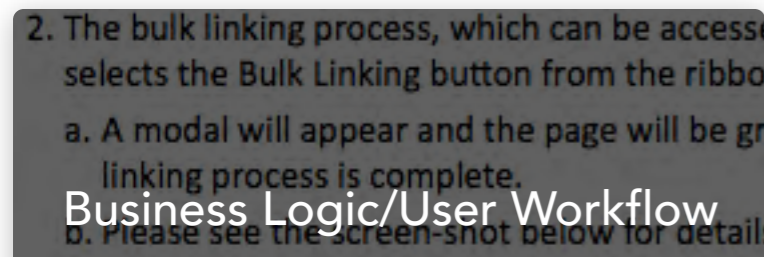 2. The bulk linking process, which can be accesse
selects the Bulk Linking button from the ribbo
a. A modal will appear and the page will be gr
linking process is complete.
Business Logic/User Workflow
b. Please see the screen-shot below for details